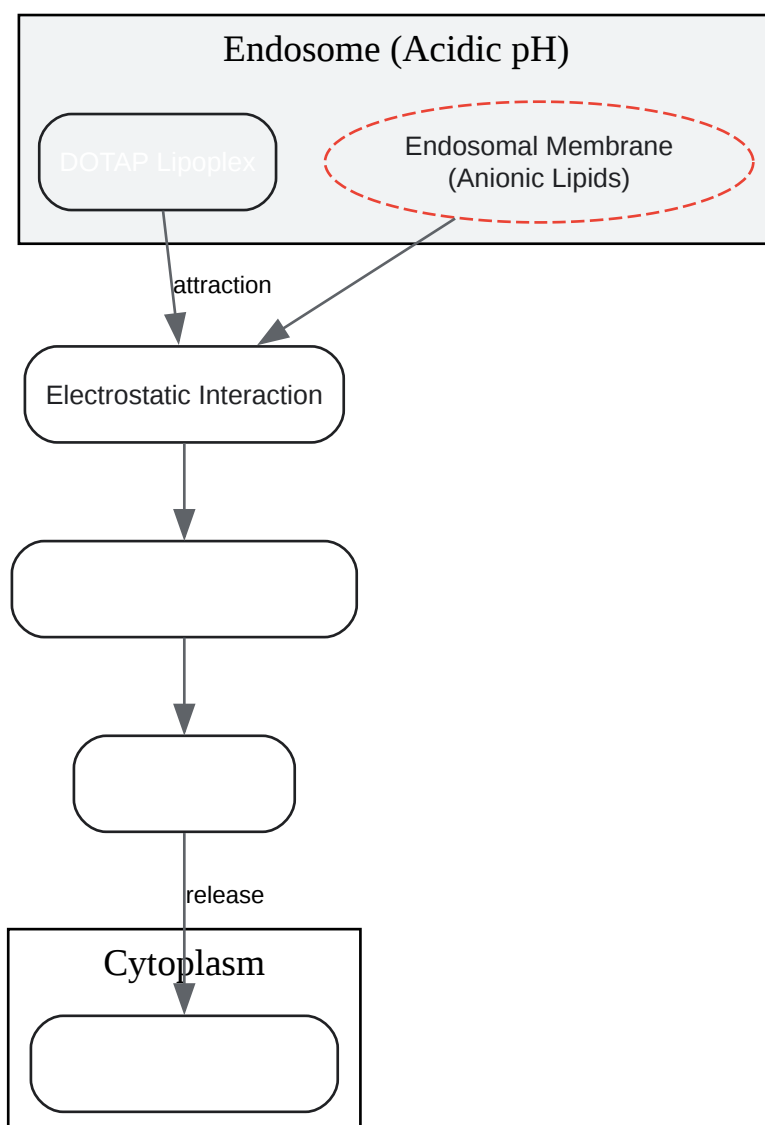 Endosome (Acidic pH)
DOTAP Lipoplex
Endosomal Membrane
(Anionic Lipids)
attraction
Electrostatic Interaction
release
Cytoplasm